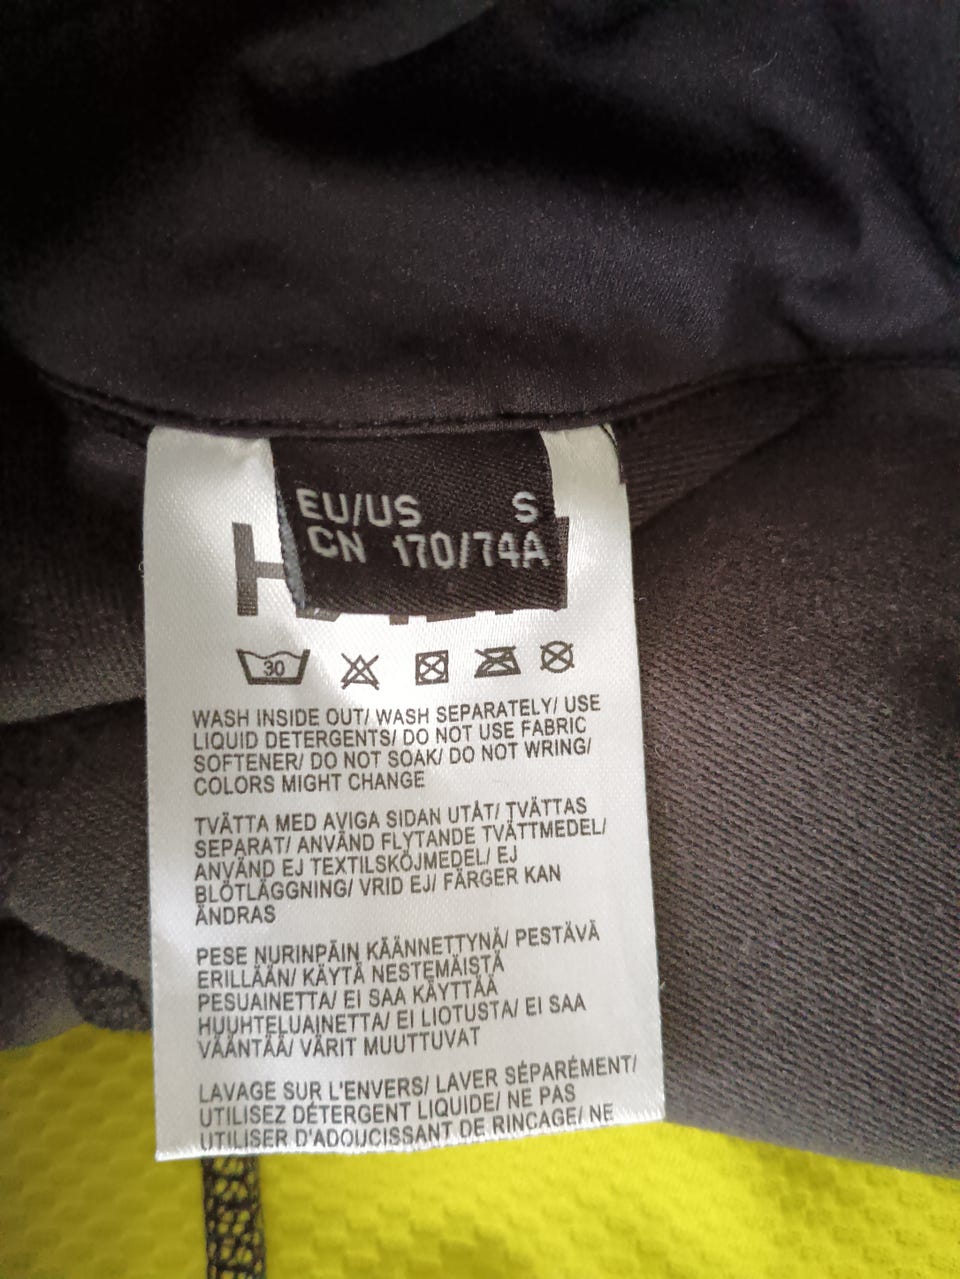 EU/US S
CN 170/74A
30
WASH INSIDE OUT/ WASH SEPARATELY/ USE
LIQUID DETERGENTS/ DO NOT USE FABRIC
SOFTENER/ DO NOT SOAK/ DO NOT WRING/
COLORS MIGHT CHANGE
TVÄTTA MED AVIGA SIDAN UTÅT/ TVÄTTAS
SEPARAT/ ANVÄND FLYTANDE TVÄTTMEDEL/
ANVÄND EJ TEXTILSKÖJMEDEL/ EJ
BLÖTLÄGGNING/ VRID EJ/ FÄRGER KAN
ÄNDRAS
PESE NURINPÄIN KÄÄNNETTYNÄ/ PESTÄVÄ
ERILLÄÄN/ KÄYTÄ NESTEMÄISTÄ
PESUAINETTA/ EI SAA KÄYTTÄÄ
HUUHTELUAINETTA/ EI LIOTUSTA/ EI SAA
VÄÄNTÄÄ/ VÄRIT MUUTTUVAT
LAVAGE SUR L'ENVERS/ LAVER SÉPARÉMENT/
UTILISEZ DÉTERGENT LIQUIDE/ NE PAS
UTILISER D'ADOUCISSANT DE RINCAGE/ NE